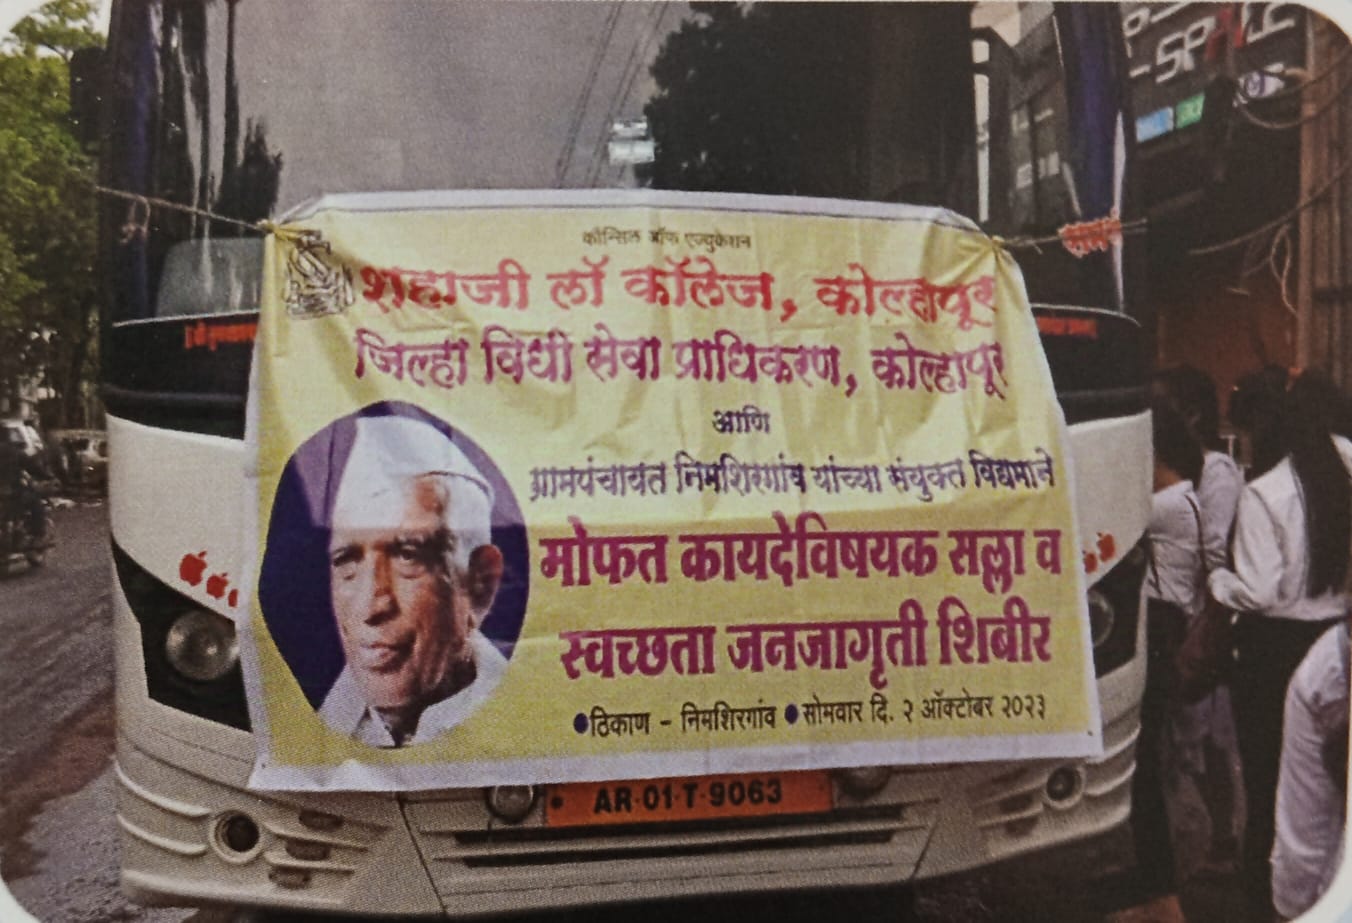 कौन्सिल ऑफ एज्युकेशन
शहाजी लॉ कॉलेज, कोल्हापूर
जिल्हा विधी सेवा प्राधिकरण, कोल्हापूर
आणि
ग्रामपंचायत निमशिरगांव यांच्या संयुक्त विद्यमाने
मोफत कायदेविषयक सल्ला व
स्वच्छता जनजागृती शिबीर
●ठिकाण - निमशिरगांव ●सोमवार दि. २ ऑक्टोबर २०२३
AR-01-T-9063